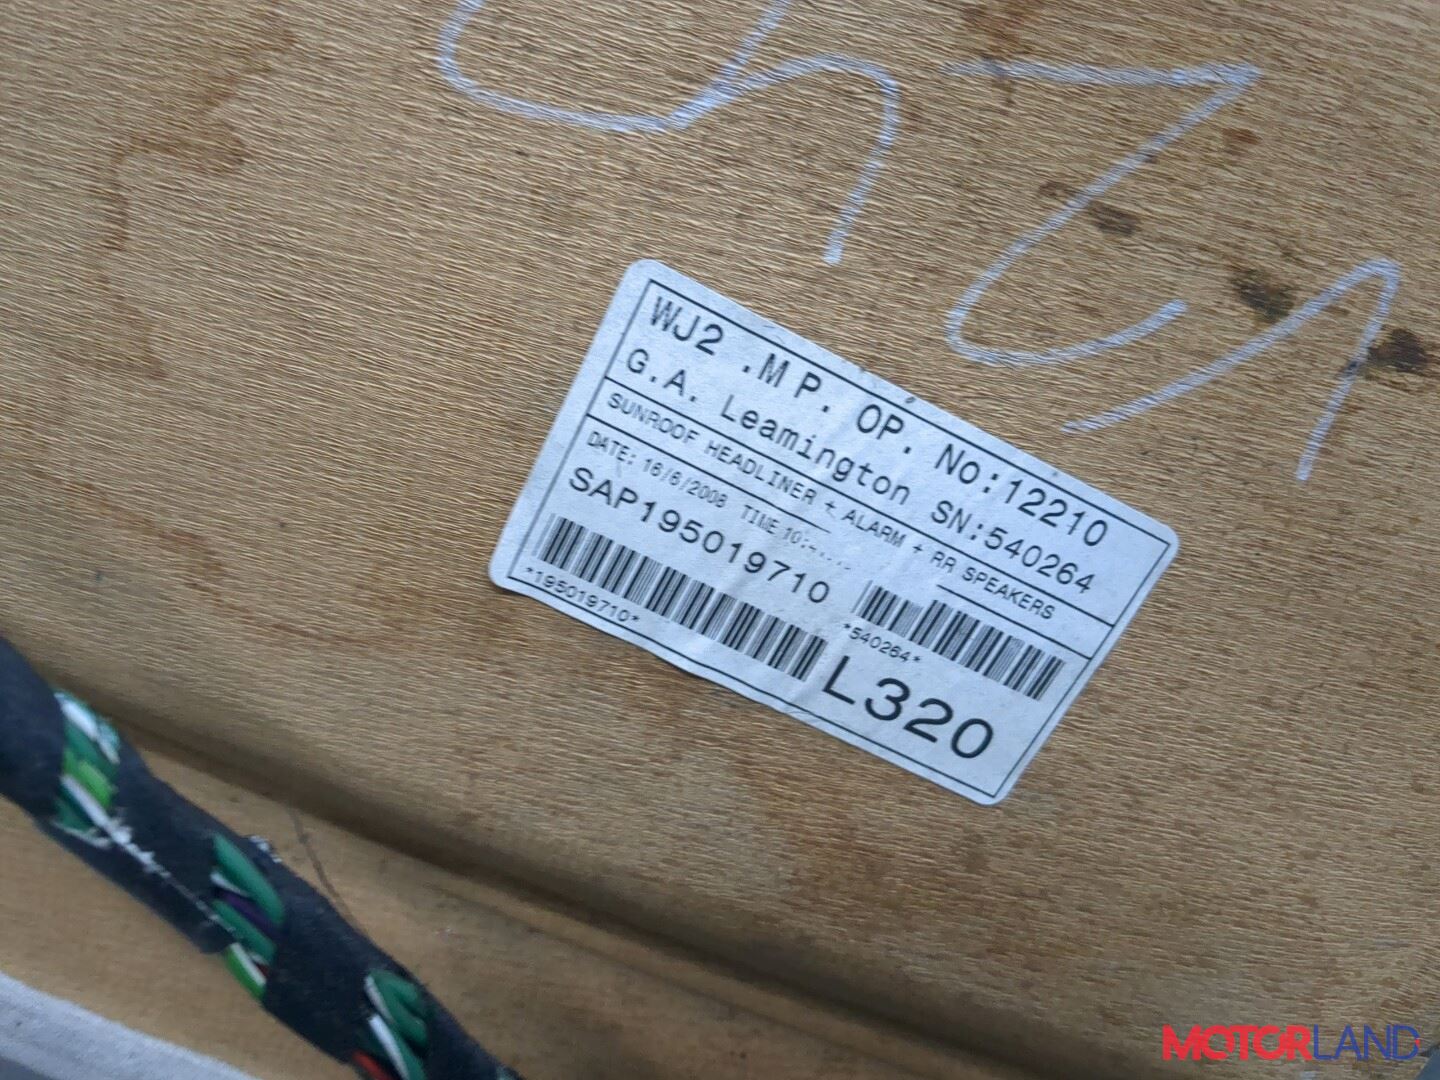 WJ2 .MP. OP. NO:12210
G.A. Leamington SN:540264
SUNROOF HEADLINER + ALARM + RR SPEAKERS
DATE: 16/6/2008 TIME
SAP195019710
*195019710*
*540264*
L320
MOTORLAND